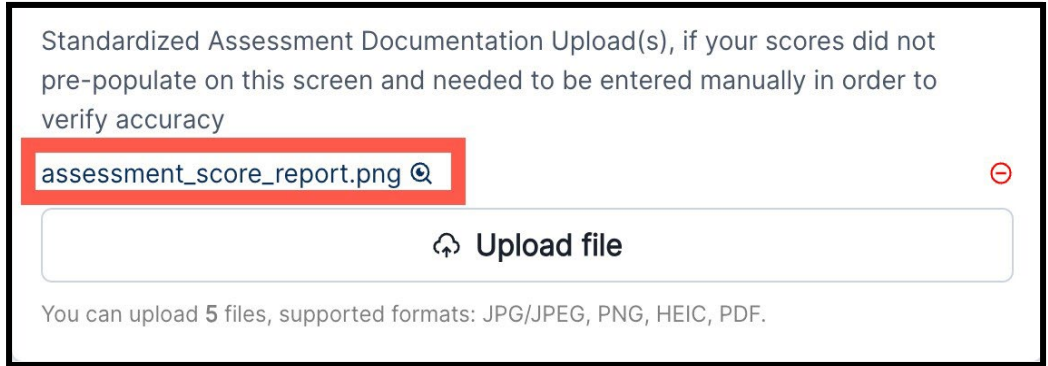 Standardized Assessment Documentation Upload(s), if your scores did not
pre-populate on this screen and needed to be entered manually in order to
verify accuracy
assessment_score_report.png
Upload file
You can upload 5 files, supported formats: JPG/JPEG, PNG, HEIC, PDF.